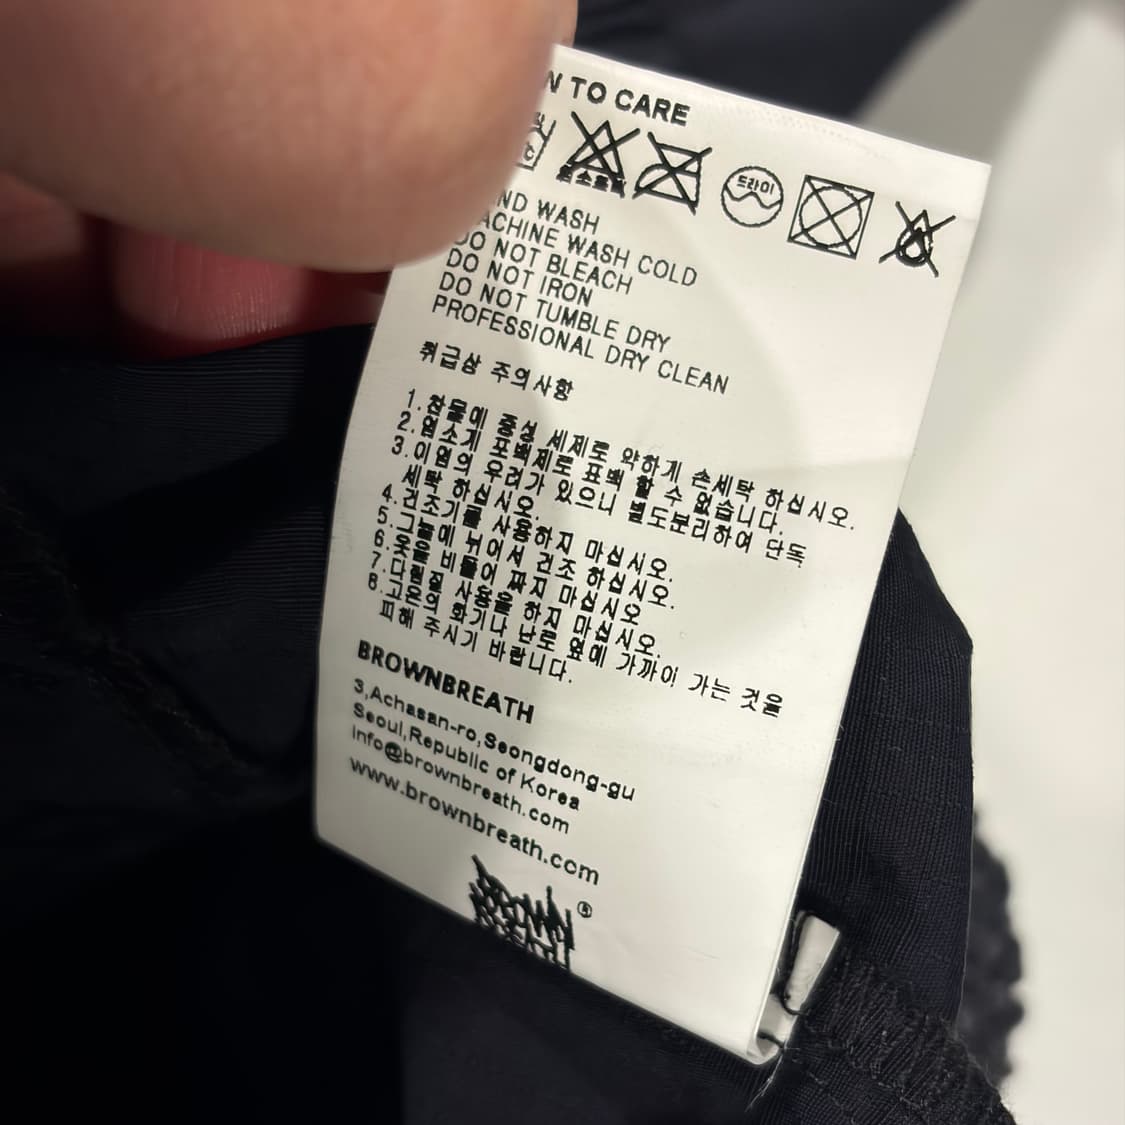 TO CARE
드라이
WASH
WASH COLD
DO NOT BLEACH
DO NOT IRON
DO NOT TUMBLE DRY
PROFESSIONAL DRY CLEAN
취급상 주의사항
1.찬물에 중성 세제로 약하게 손세탁 하십시오.
2.염소계 표백제로 표백 할 수 없습니다.
3.이염의 우려가 있으니 별도분리하여 단독
세탁 하십시오.
4.건조기를 사용하지 마십시오.
5.그늘에 뉘어서 건조 하십시오.
6.옷을 비틀어 짜지 마십시오
7.다림질 사용을 하지 마십시오.
8.고온의 화기나 난로 옆에 가까이 가는 것을
피해 주시기 바랍니다.
BROWNBREATH
3,Achasan-ro,Seongdong-gu
Seoul,Republic of Korea
info@brownbreath.com
www.brownbreath.com
BROWN
BREATH
®